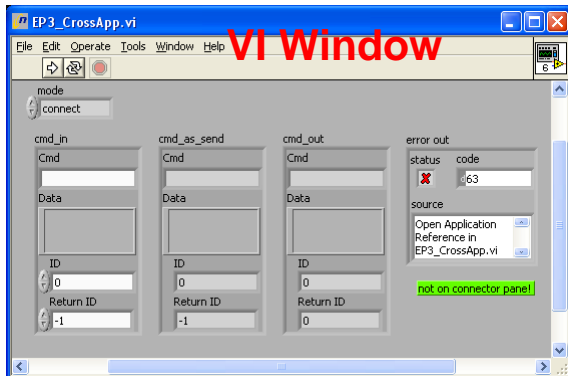 EP3_CrossApp.vi
File Edit Operate Tools Window Help
VI Window
6
mode
connect
cmd_in
Cmd
Data
ID
0
Return ID
-1
cmd_as_send
Cmd
Data
ID
0
Return ID
-1
cmd_out
Cmd
Data
ID
0
Return ID
0
error out
status code
d63
source
Open Application
Reference in
EP3_CrossApp.vi
not on connector pane!